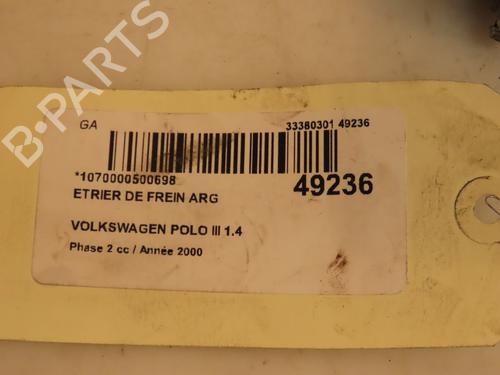 GA
33380301 49236
*1070000500698
49236
ETRIER DE FREIN ARG
VOLKSWAGEN POLO III 1.4
Phase 2 cc / Année 2000
B-PARTS